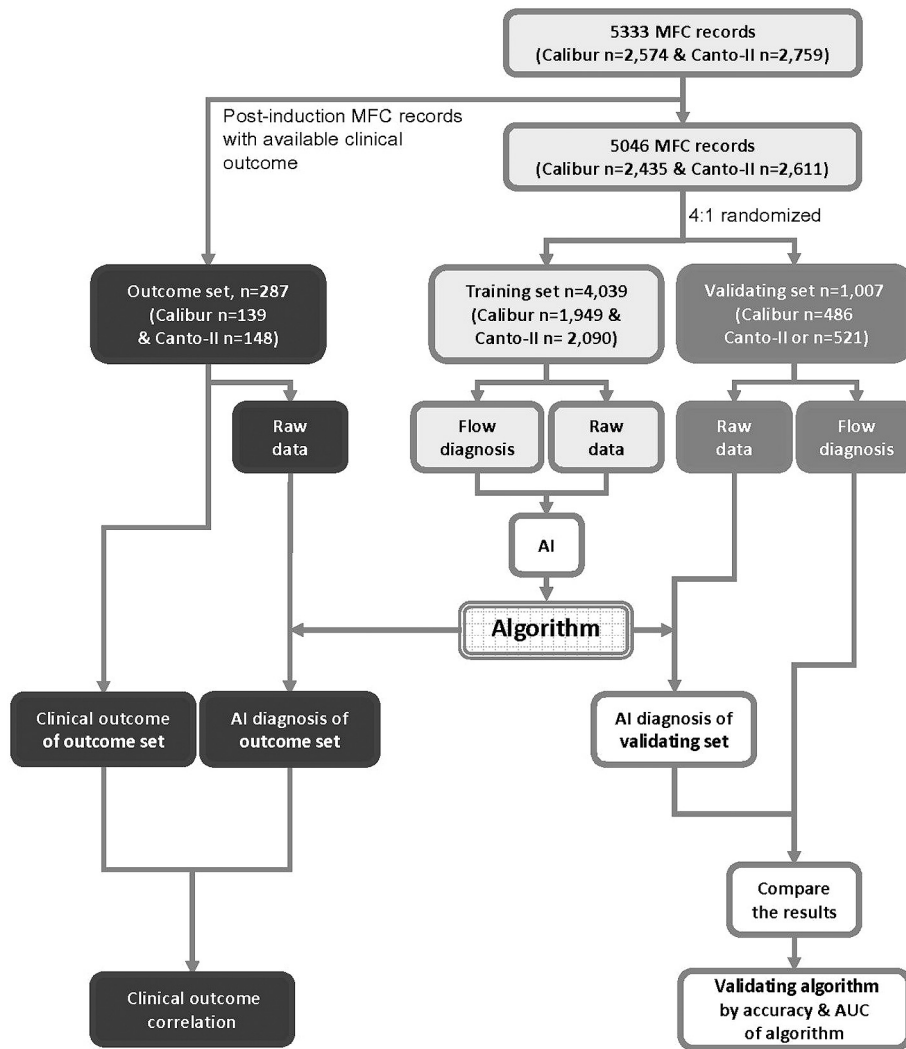 5333 MFC records
(Calibur n=2,574 & Canto-II n=2,759)
Post-induction MFC records
with available clinical
outcome
5046 MFC records
(Calibur n=2,435 & Canto-II n=2,611)
4:1 randomized
Outcome set, n=287
(Calibur n=139
& Canto-II n=148)
Training set n=4,039
(Calibur n=1,949 &
Canto-II n= 2,090)
Validating set n=1,007
(Calibur n=486
Canto-II or n=521)
Raw
data
Flow
diagnosis
Raw
data
Raw
data
Flow
diagnosis
AI
Algorithm
Clinical outcome
of outcome set
AI diagnosis of
outcome set
AI diagnosis of
validating set
Compare
the results
Clinical outcome
correlation
Validating algorithm
by accuracy & AUC
of algorithm